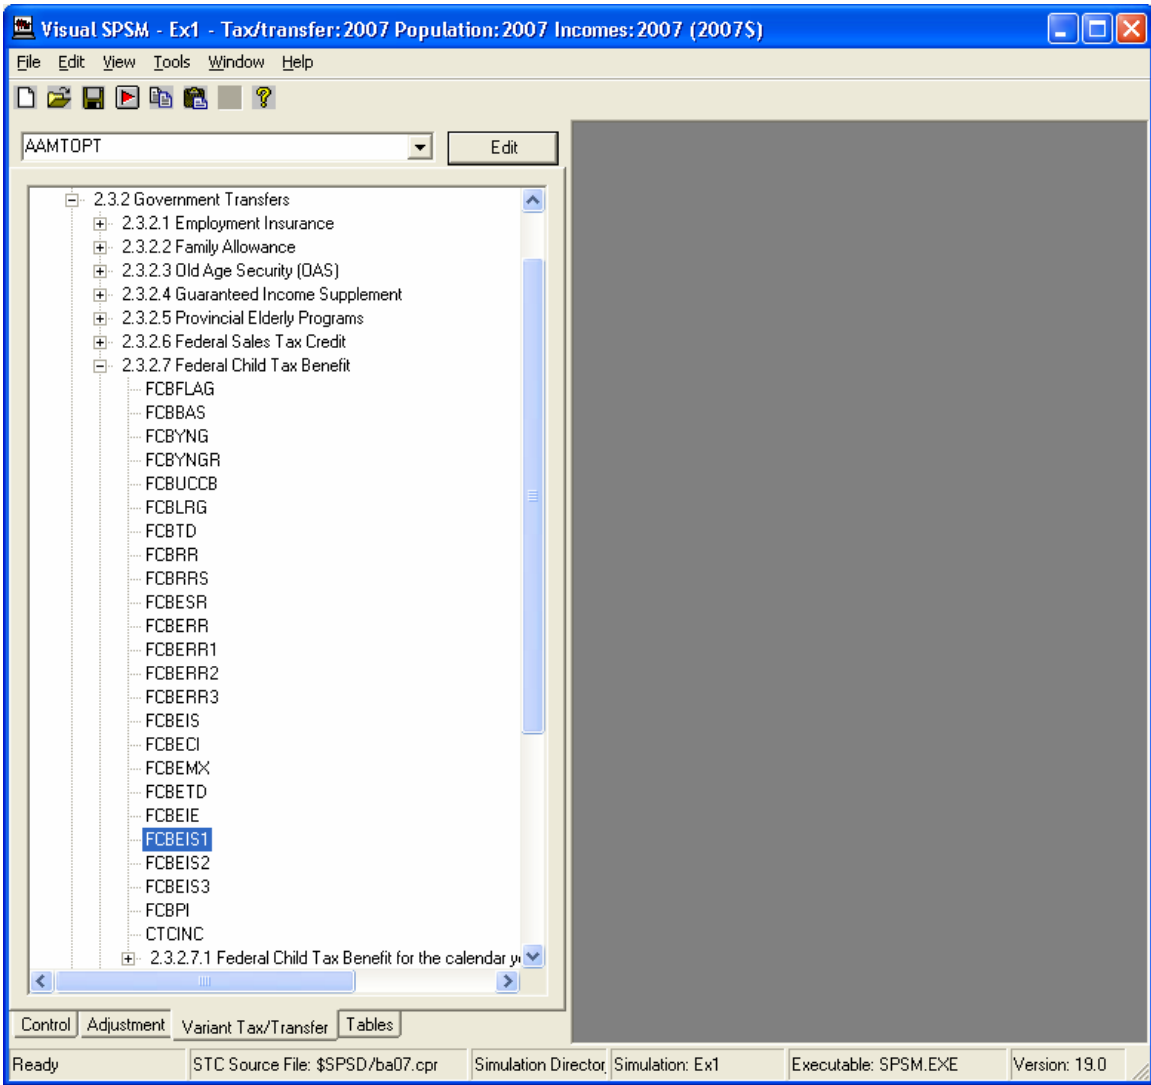 Visual SPSM - Ex1 - Tax/transfer:2007 Population:2007 Incomes:2007 (2007$)
File Edit View Tools Window Help
AAMTOPT Edit
2.3.2 Government Transfers
2.3.2.1 Employment Insurance
2.3.2.2 Family Allowance
2.3.2.3 Old Age Security (OAS)
2.3.2.4 Guaranteed Income Supplement
2.3.2.5 Provincial Elderly Programs
2.3.2.6 Federal Sales Tax Credit
2.3.2.7 Federal Child Tax Benefit
FCBFLAG
FCBBAS
FCBYNG
FCBYNGR
FCBUCCB
FCBLRG
FCBTD
FCBRR
FCBRRS
FCBESR
FCBERR
FCBERR1
FCBERR2
FCBERR3
FCBEIS
FCBECI
FCBEMX
FCBETD
FCBEIE
FCBEIS1
FCBEIS2
FCBEIS3
FCBPI
CTCINC
2.3.2.7.1 Federal Child Tax Benefit for the calendar y
Control Adjustment Variant Tax/Transfer Tables
Ready STC Source File: $SPSD/ba07.cpr Simulation Director Simulation: Ex1 Executable: SPSM.EXE Version: 19.0